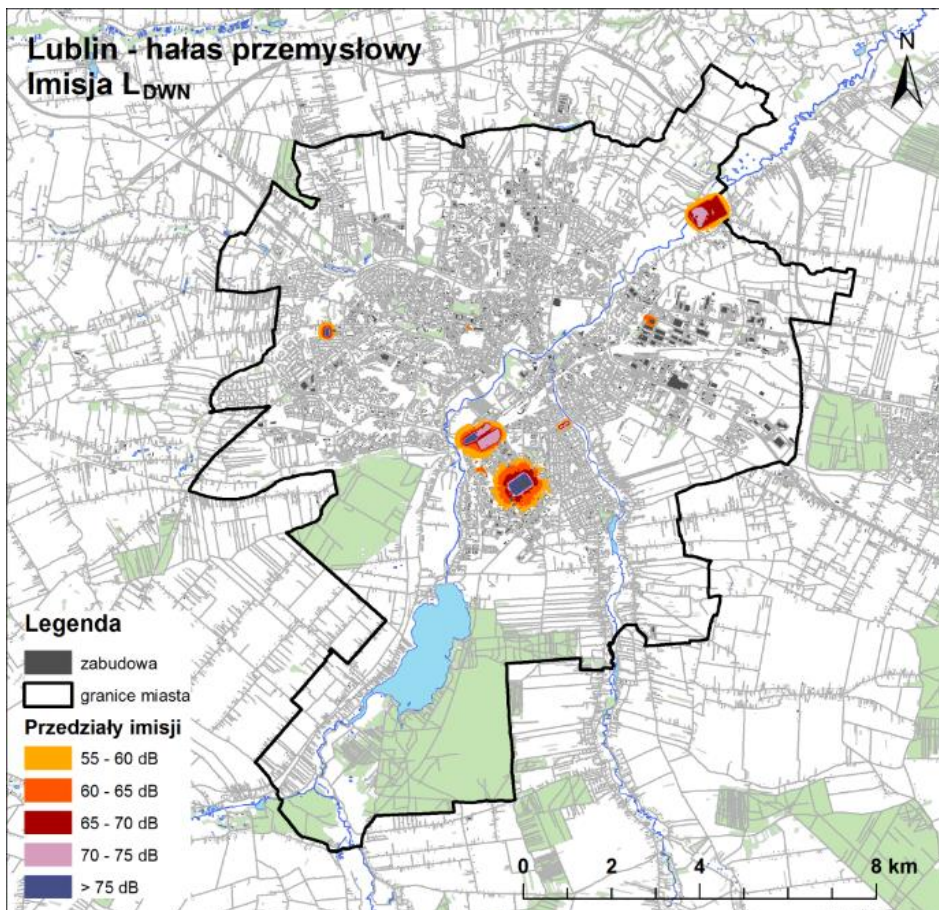 Lublin - hałas przemysłowy
Imisja LDWN
N
Legenda
zabudowa
granice miasta
Przedziały imisji
55 - 60 dB
60 - 65 dB
65 - 70 dB
70 - 75 dB
> 75 dB
0 2 4 8 km